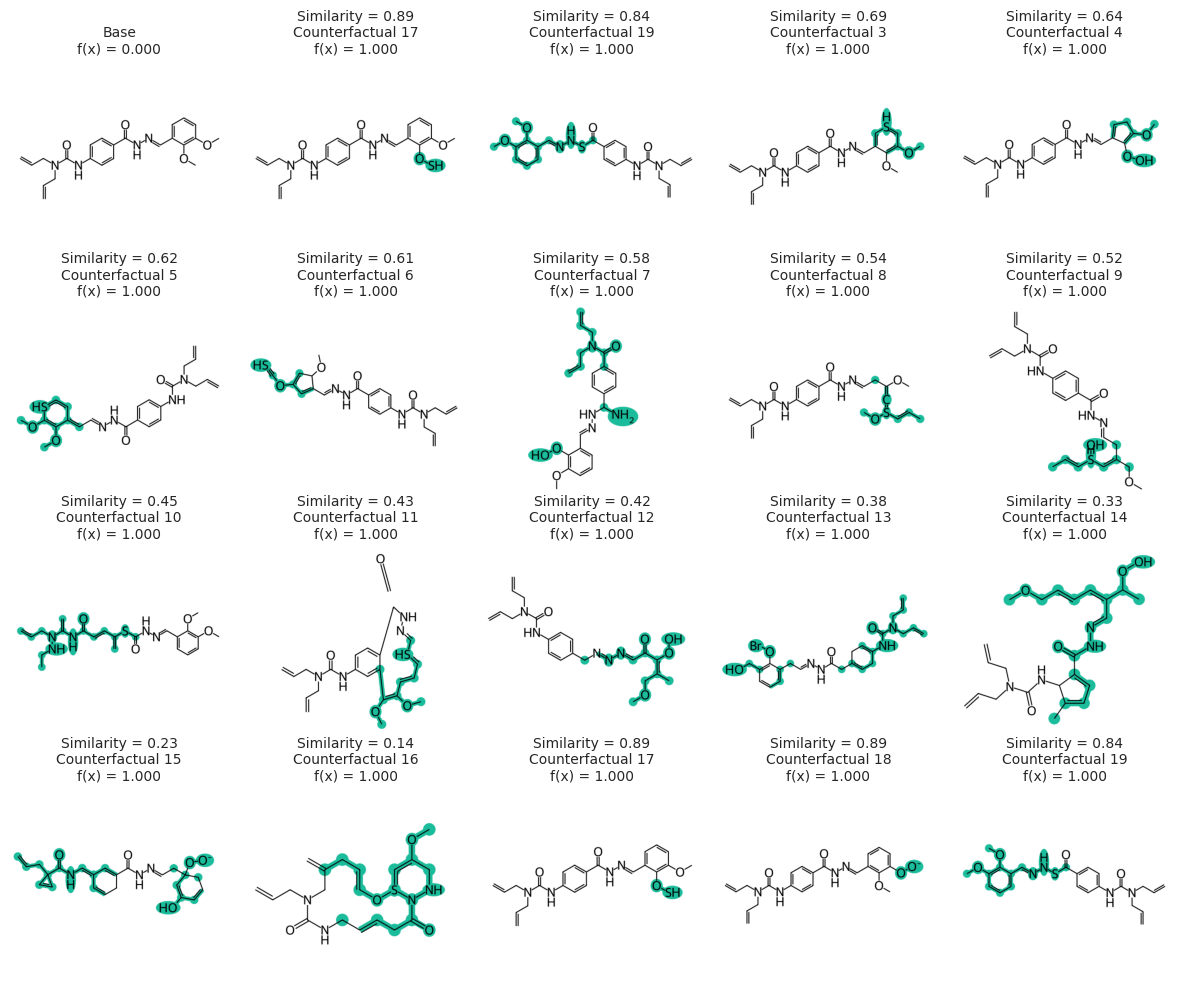 Base
f(x) = 0.000
Similarity = 0.89
Counterfactual 17
f(x) = 1.000
Similarity = 0.84
Counterfactual 19
f(x) = 1.000
Similarity = 0.69
Counterfactual 3
f(x) = 1.000
Similarity = 0.64
Counterfactual 4
f(x) = 1.000
Similarity = 0.62
Counterfactual 5
f(x) = 1.000
Similarity = 0.61
Counterfactual 6
f(x) = 1.000
Similarity = 0.58
Counterfactual 7
f(x) = 1.000
Similarity = 0.54
Counterfactual 8
f(x) = 1.000
Similarity = 0.52
Counterfactual 9
f(x) = 1.000
Similarity = 0.45
Counterfactual 10
f(x) = 1.000
Similarity = 0.43
Counterfactual 11
f(x) = 1.000
Similarity = 0.42
Counterfactual 12
f(x) = 1.000
Similarity = 0.38
Counterfactual 13
f(x) = 1.000
Similarity = 0.33
Counterfactual 14
f(x) = 1.000
Similarity = 0.23
Counterfactual 15
f(x) = 1.000
Similarity = 0.14
Counterfactual 16
f(x) = 1.000
Similarity = 0.89
Counterfactual 17
f(x) = 1.000
Similarity = 0.89
Counterfactual 18
f(x) = 1.000
Similarity = 0.84
Counterfactual 19
f(x) = 1.000